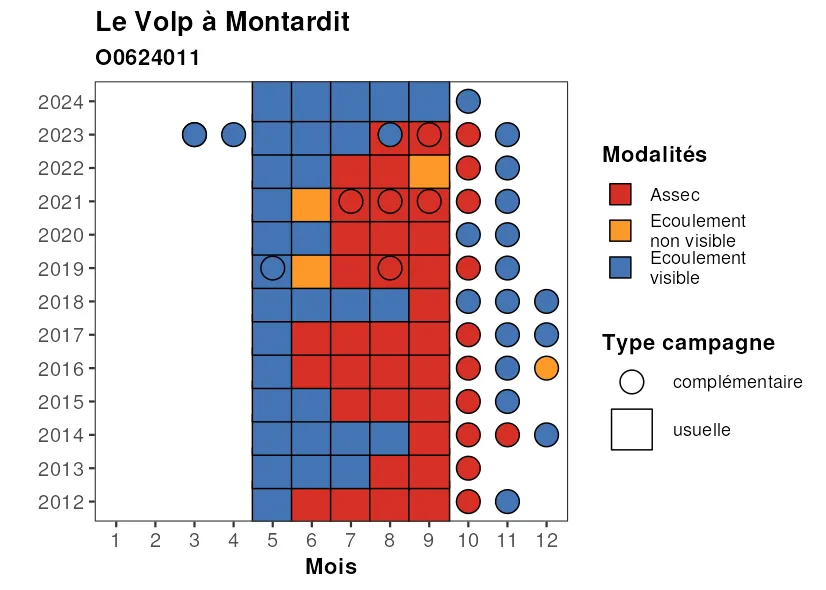 Le Volp à Montardit
O0624011
2024
2023
2022
2021
2020
2019
2018
2017
2016
2015
2014
2013
2012
1 2 3 4 5 6 7 8 9 10 11 12
Mois
Modalités
Assec
Ecoulement
non visible
Ecoulement
visible
Type campagne
complémentaire
usuelle